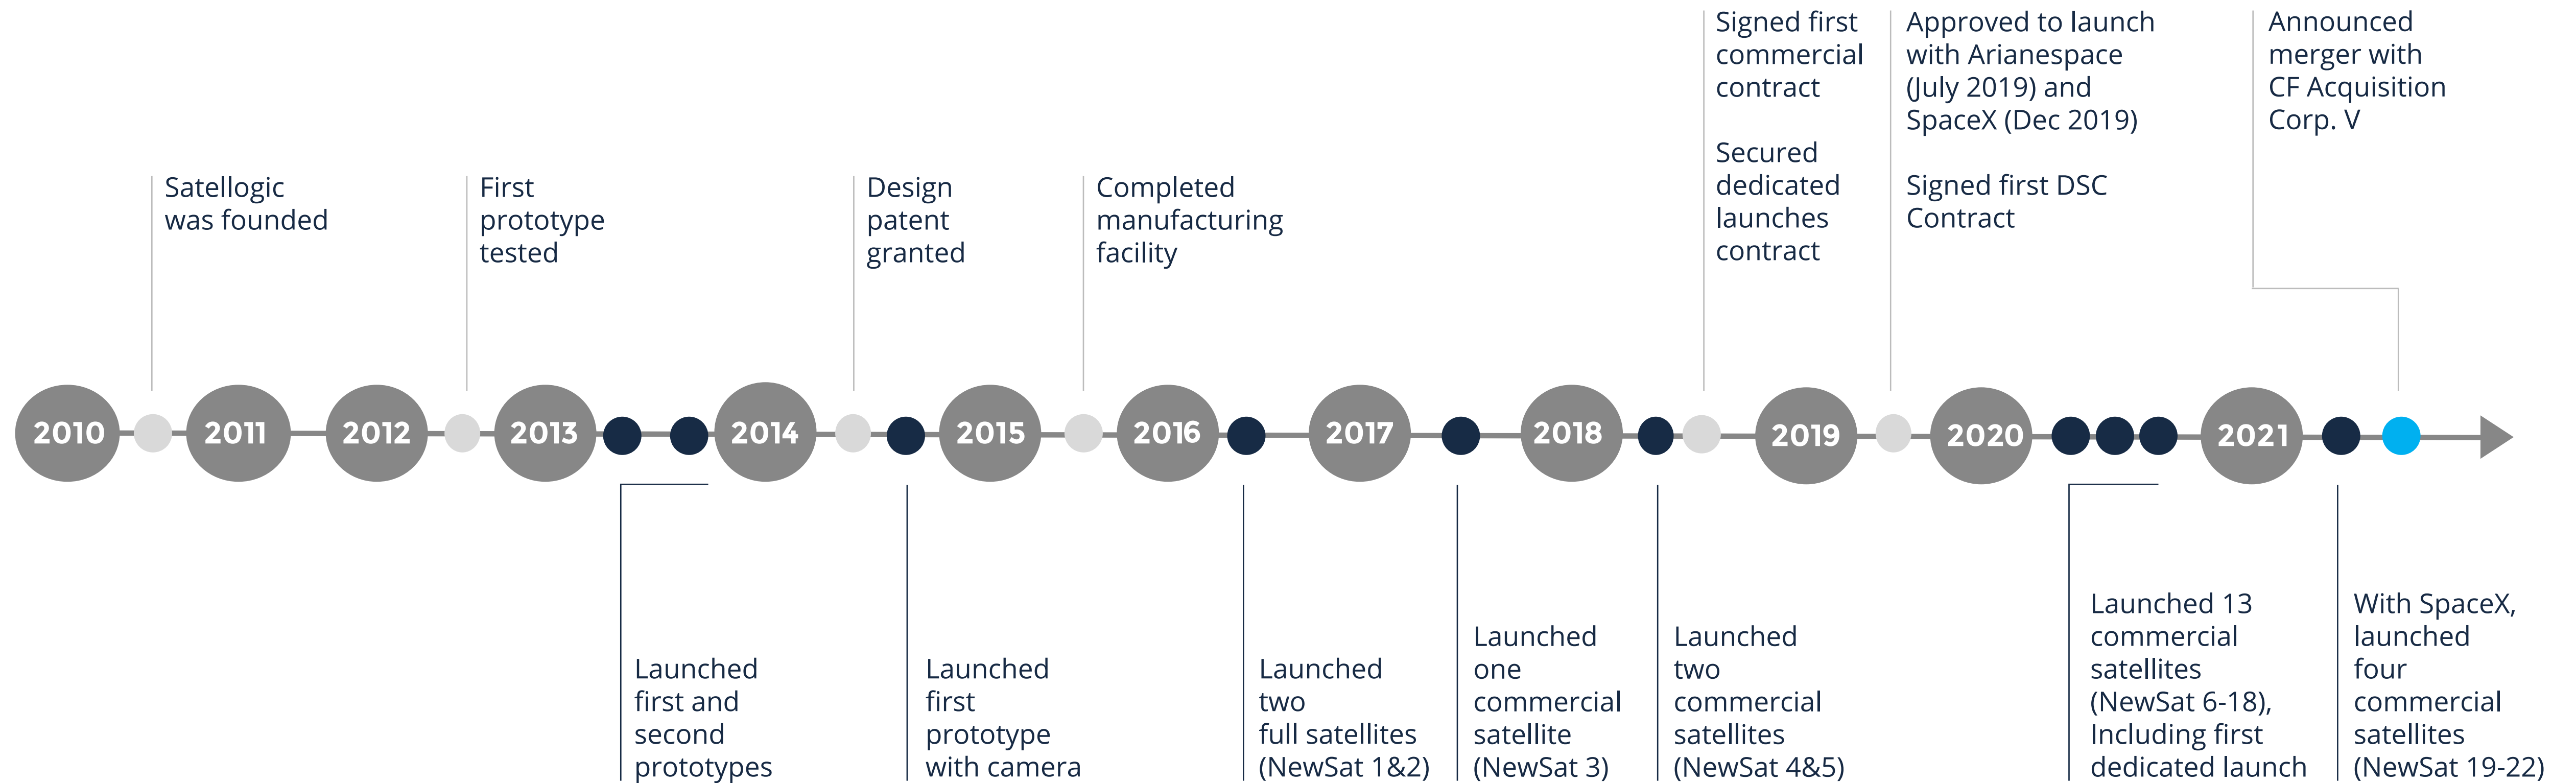 Signed first
commercial
contract
Secured
dedicated
launches
contract
Approved to launch
with Arianespace
(July 2019) and
SpaceX (Dec 2019)
Signed first DSC
Contract
Announced
merger with
CF Acquisition
Corp. V
Satellogic
was founded
First
prototype
tested
Design
patent
granted
Completed
manufacturing
facility
2010
2011
2012
2013
2014
2015
2016
2017
2018
2019
2020
2021
Launched
first and
second
prototypes
Launched
first
prototype
with camera
Launched
two
full satellites
(NewSat 1&2)
Launched
one
commercial
satellite
(NewSat 3)
Launched
two
commercial
satellites
(NewSat 4&5)
Launched 13
commercial
satellites
(NewSat 6-18),
Including first
dedicated launch
With SpaceX,
launched
four
commercial
satellites
(NewSat 19-22)